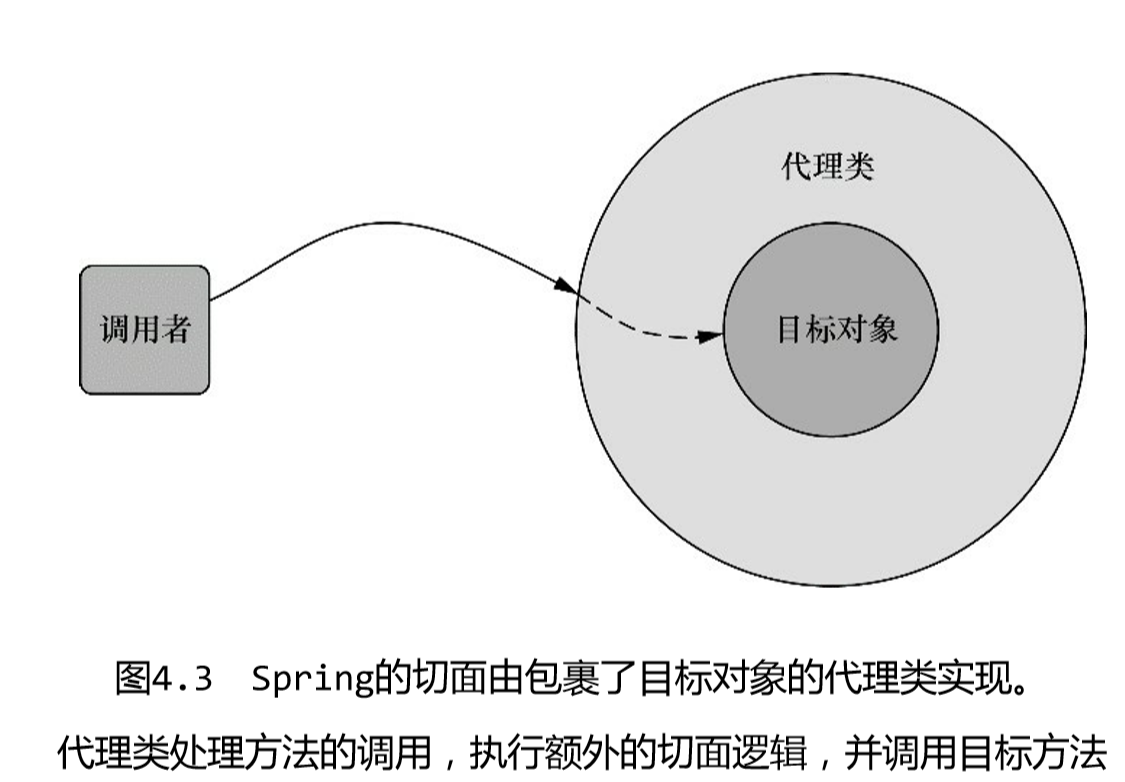 代理类
调用者
目标对象
图4.3 Spring的切面由包裹了目标对象的代理类实现。
代理类处理方法的调用，执行额外的切面逻辑，并调用目标方法